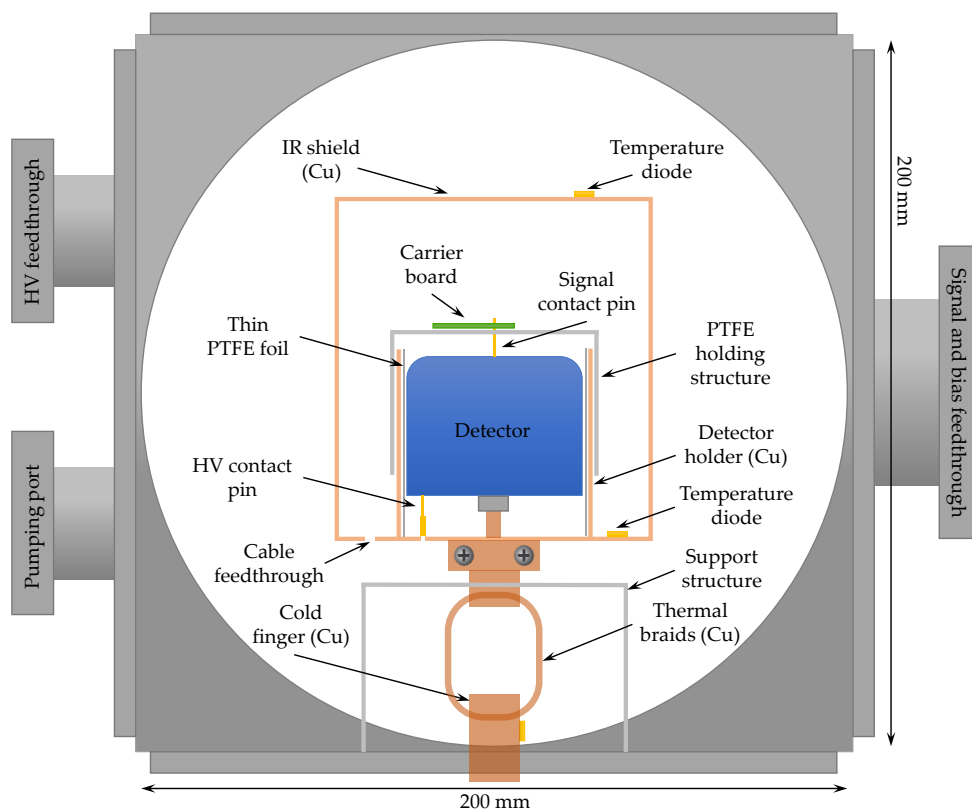 IR shield
(Cu)
Temperature
diode
HV feedthrough
200 mm
Carrier
board
Signal
contact pin
Thin
PTFE foil
PTFE
holding
structure
Signal and bias feedthrough
Detector
Detector
holder (Cu)
HV contact
pin
Pumping port
Temperature
diode
Cable
feedthrough
Support
structure
Cold
finger (Cu)
Thermal
braids (Cu)
200 mm